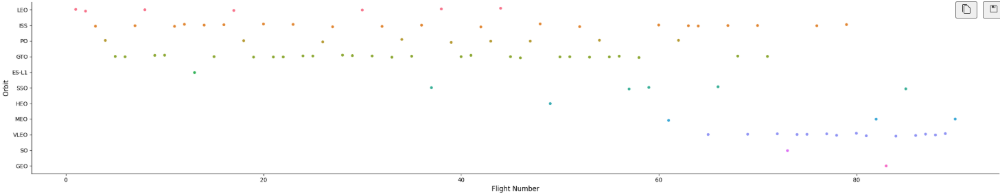 LEO
ISS
PO
GTO
ES-L1
SSO
HEO
MEO
VLEO
SO
GEO
Orbit
0 20 40 60 80
Flight Number